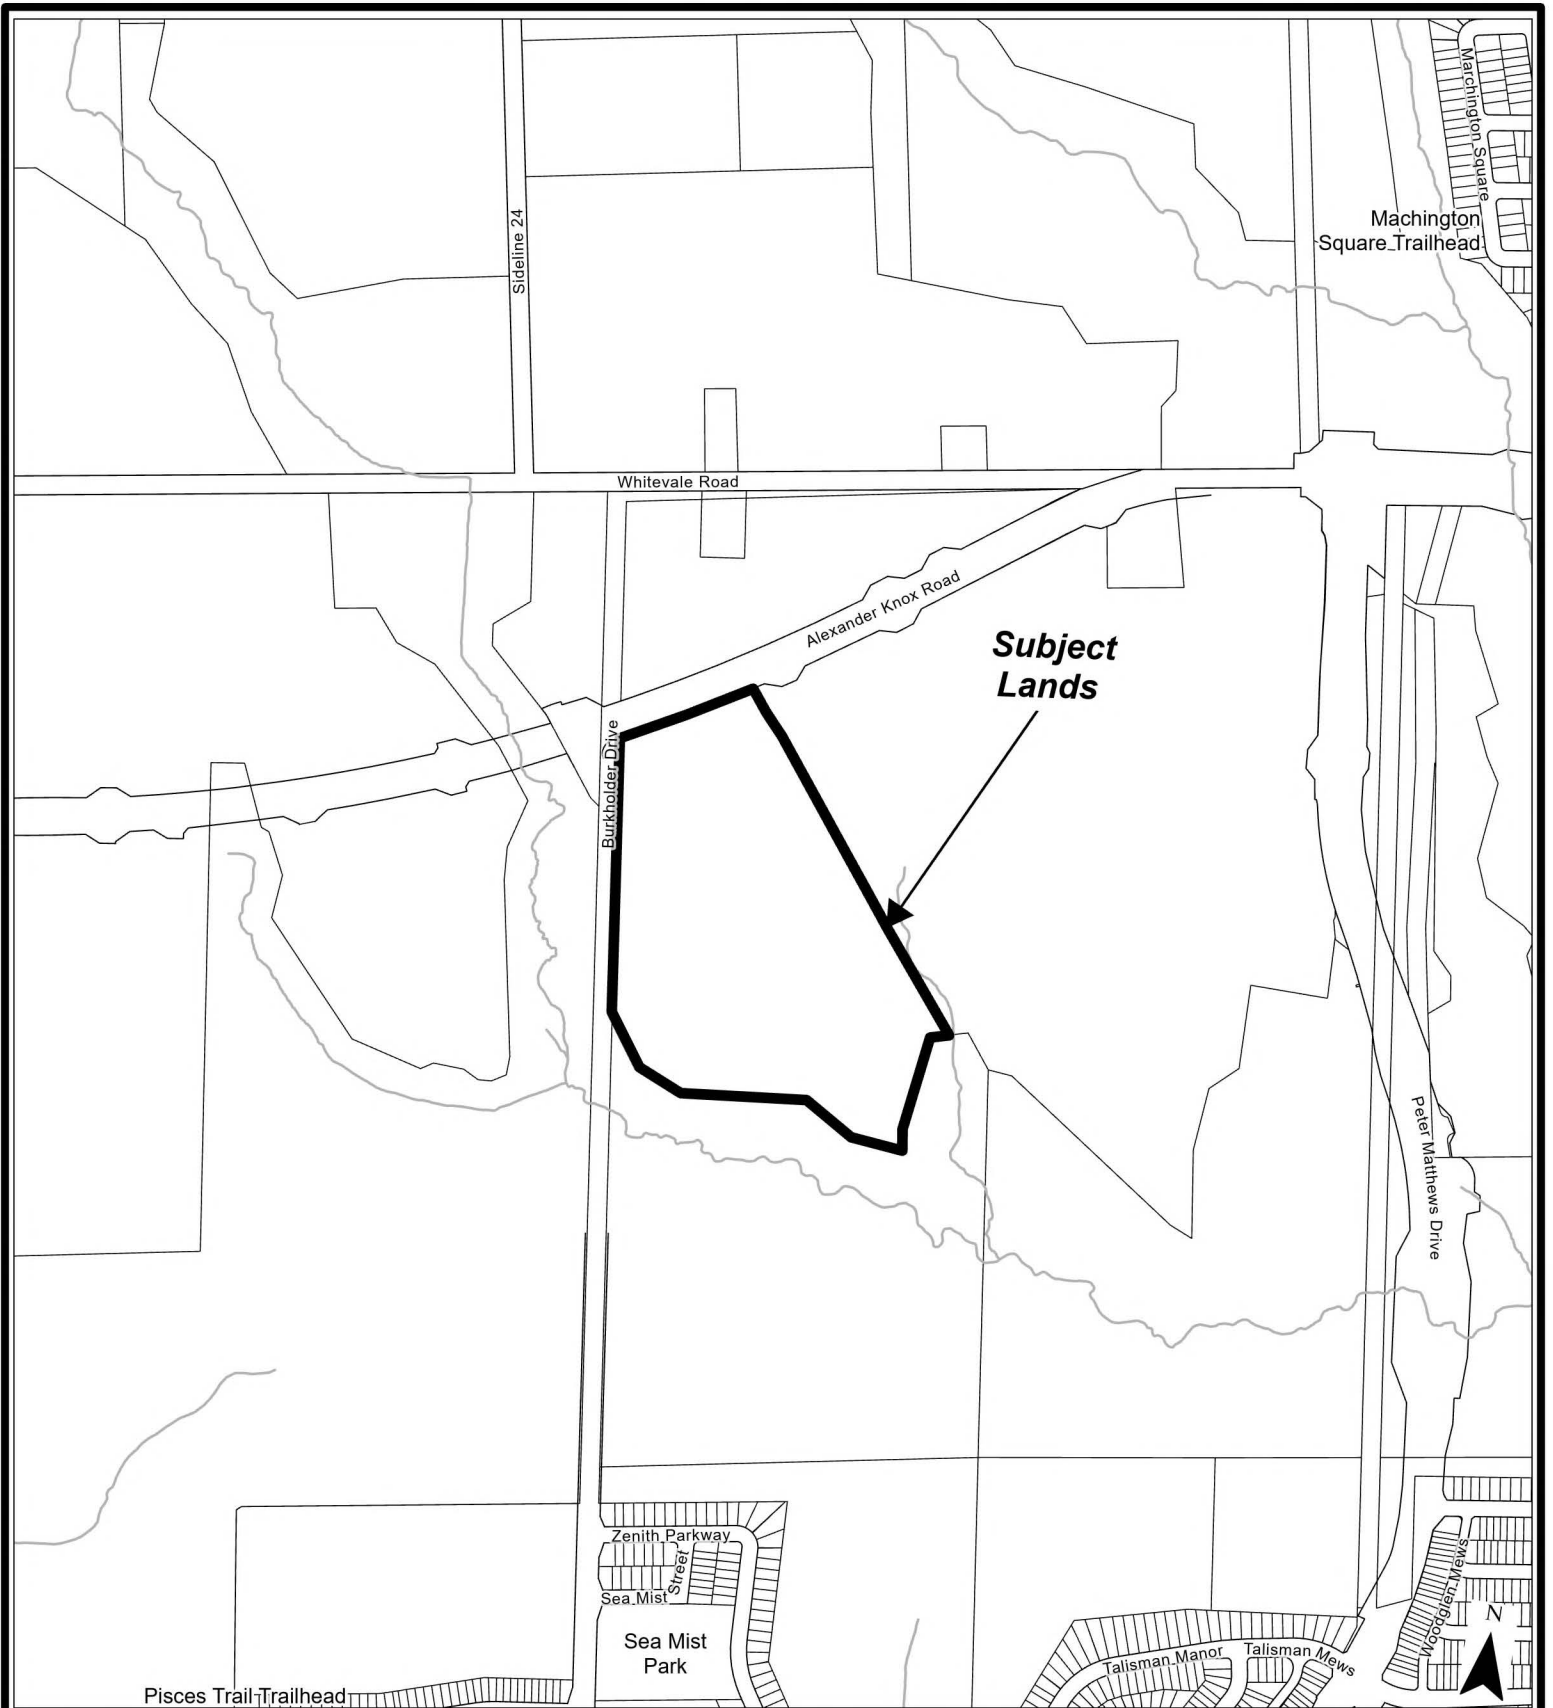 Marchington Square
Machington
Square Trailhead
Sideline 24
Whitevale Road
Alexander Knox Road
Subject
Lands
Burkholder Drive
Peter Matthews Drive
Zenith Parkway
Sea Mist
Street
Sea Mist
Park
Pisces Trail Trailhead
Talisman Manor
Talisman Mews
Woodglen Mews
N